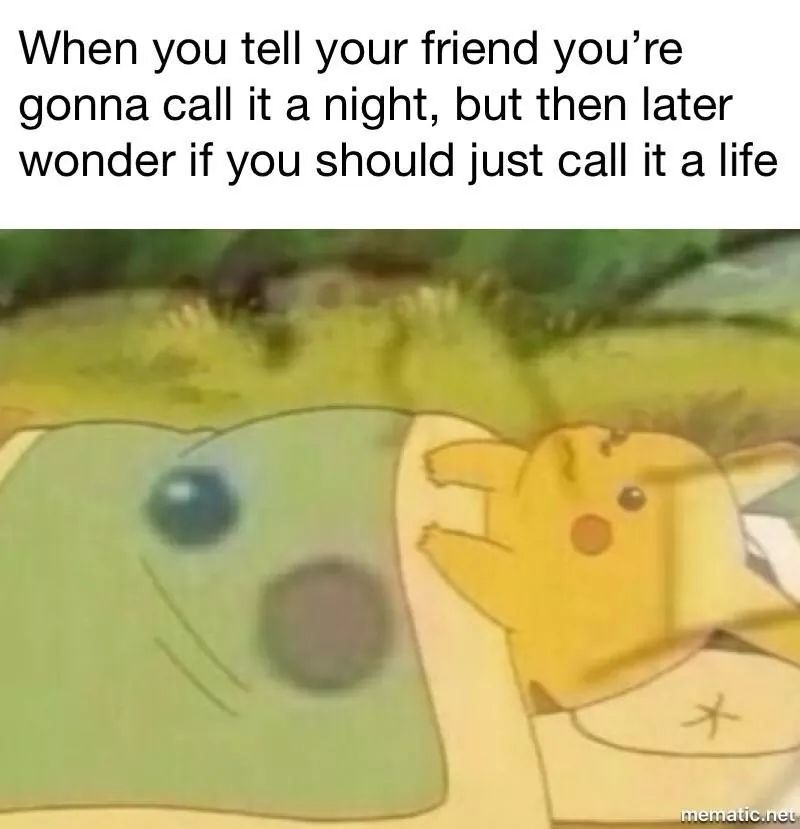 When you tell your friend you’re
gonna call it a night, but then later
wonder if you should just call it a life
mematic.net